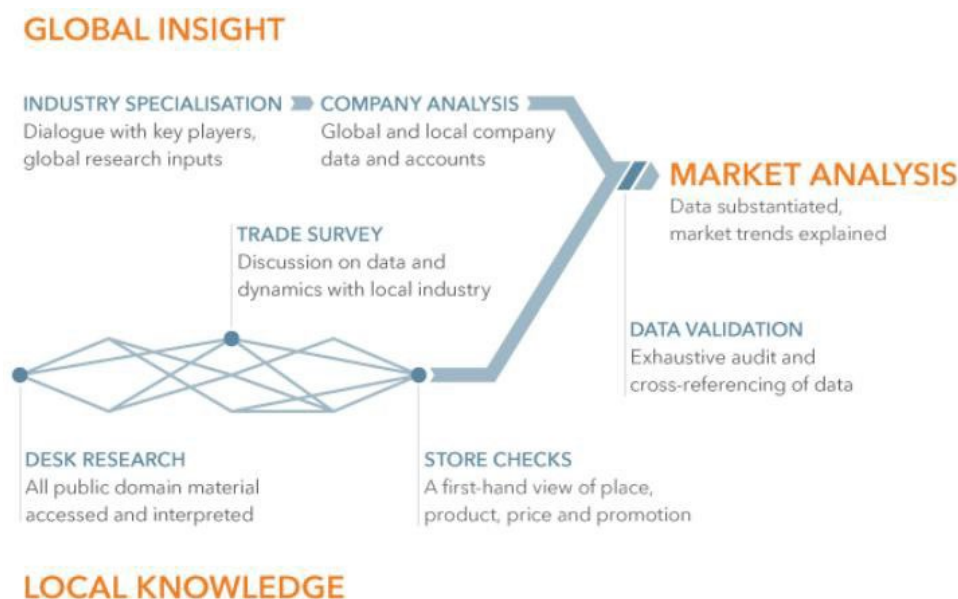 GLOBAL INSIGHT
INDUSTRY SPECIALISATION
Dialogue with key players,
global research inputs
COMPANY ANALYSIS
Global and local company
data and accounts
MARKET ANALYSIS
Data substantiated,
market trends explained
TRADE SURVEY
Discussion on data and
dynamics with local industry
DATA VALIDATION
Exhaustive audit and
cross-referencing of data
DESK RESEARCH
All public domain material
accessed and interpreted
STORE CHECKS
A first-hand view of place,
product, price and promotion
LOCAL KNOWLEDGE